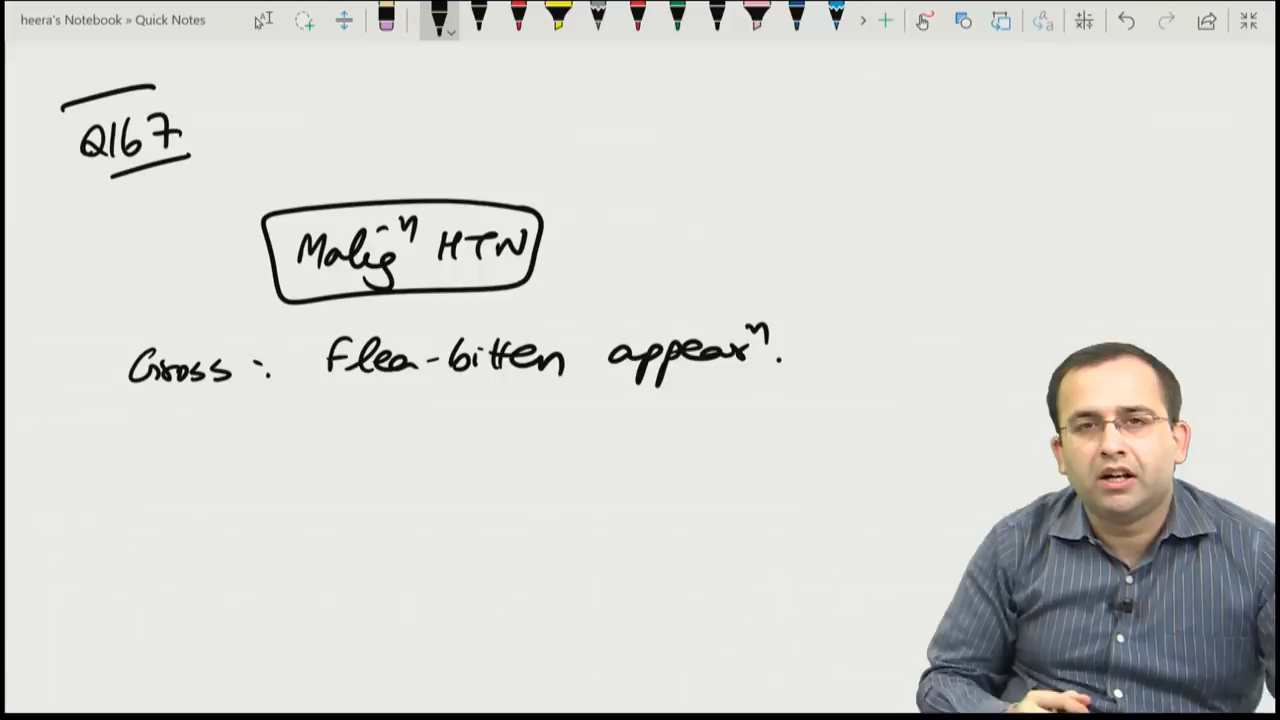 heera's Notebook » Quick Notes
Q167
Maligⁿ HTN
Gross : Flea-bitten appearⁿ.